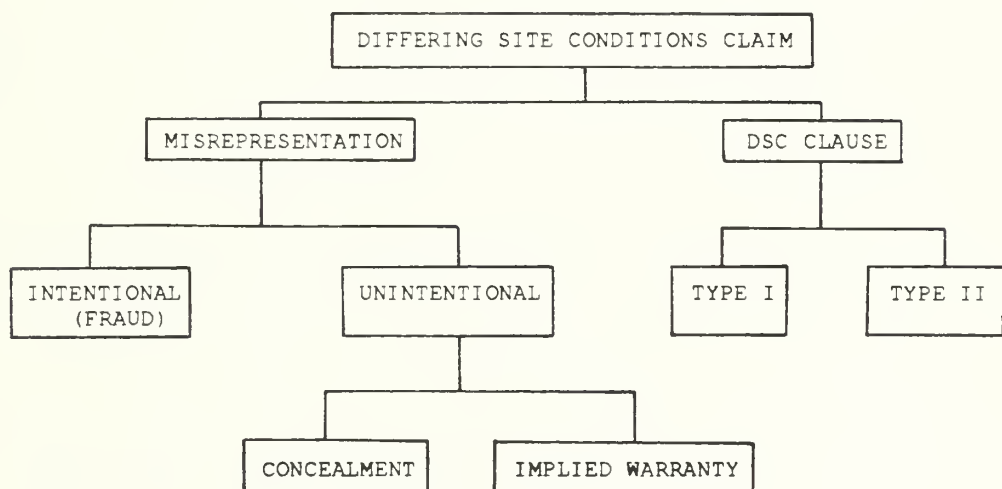 DIFFERING SITE CONDITIONS CLAIM
MISREPRESENTATION
DSC CLAUSE
INTENTIONAL
(FRAUD)
UNINTENTIONAL
TYPE I
TYPE II
CONCEALMENT
IMPLIED WARRANTY